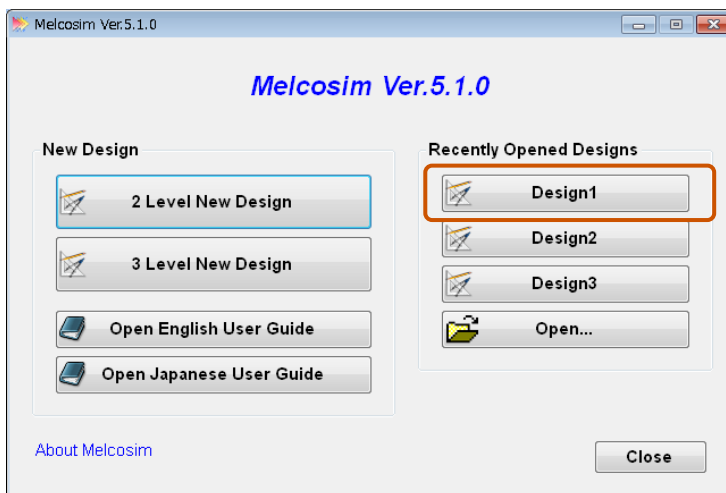 Melcosim Ver.5.1.0
Melcosim Ver.5.1.0
New Design
2 Level New Design
3 Level New Design
Open English User Guide
Open Japanese User Guide
Recently Opened Designs
Design1
Design2
Design3
Open...
About Melcosim
Close